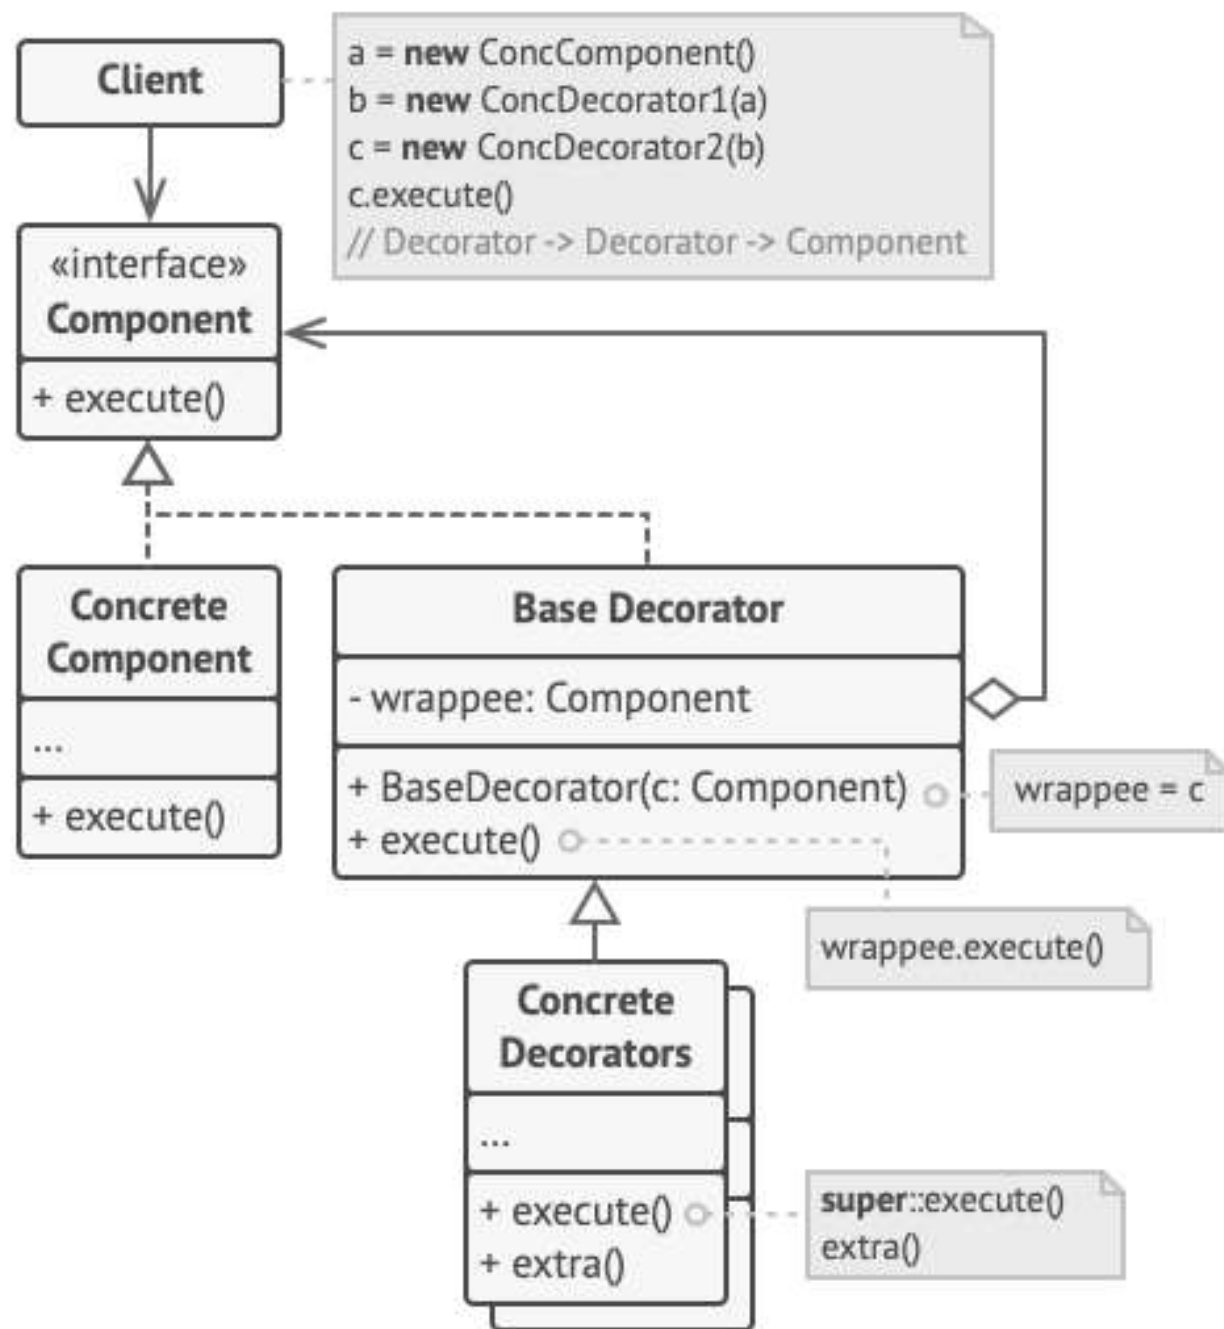 Client
a = new ConcComponent()
b = new ConcDecorator1(a)
c = new ConcDecorator2(b)
c.execute()
// Decorator -> Decorator -> Component
«interface»
Component
+ execute()
Concrete
Component
...
+ execute()
Base Decorator
- wrappee: Component
+ BaseDecorator(c: Component)
+ execute()
wrappee = c
wrappee.execute()
Concrete
Decorators
...
+ execute()
+ extra()
super::execute()
extra()